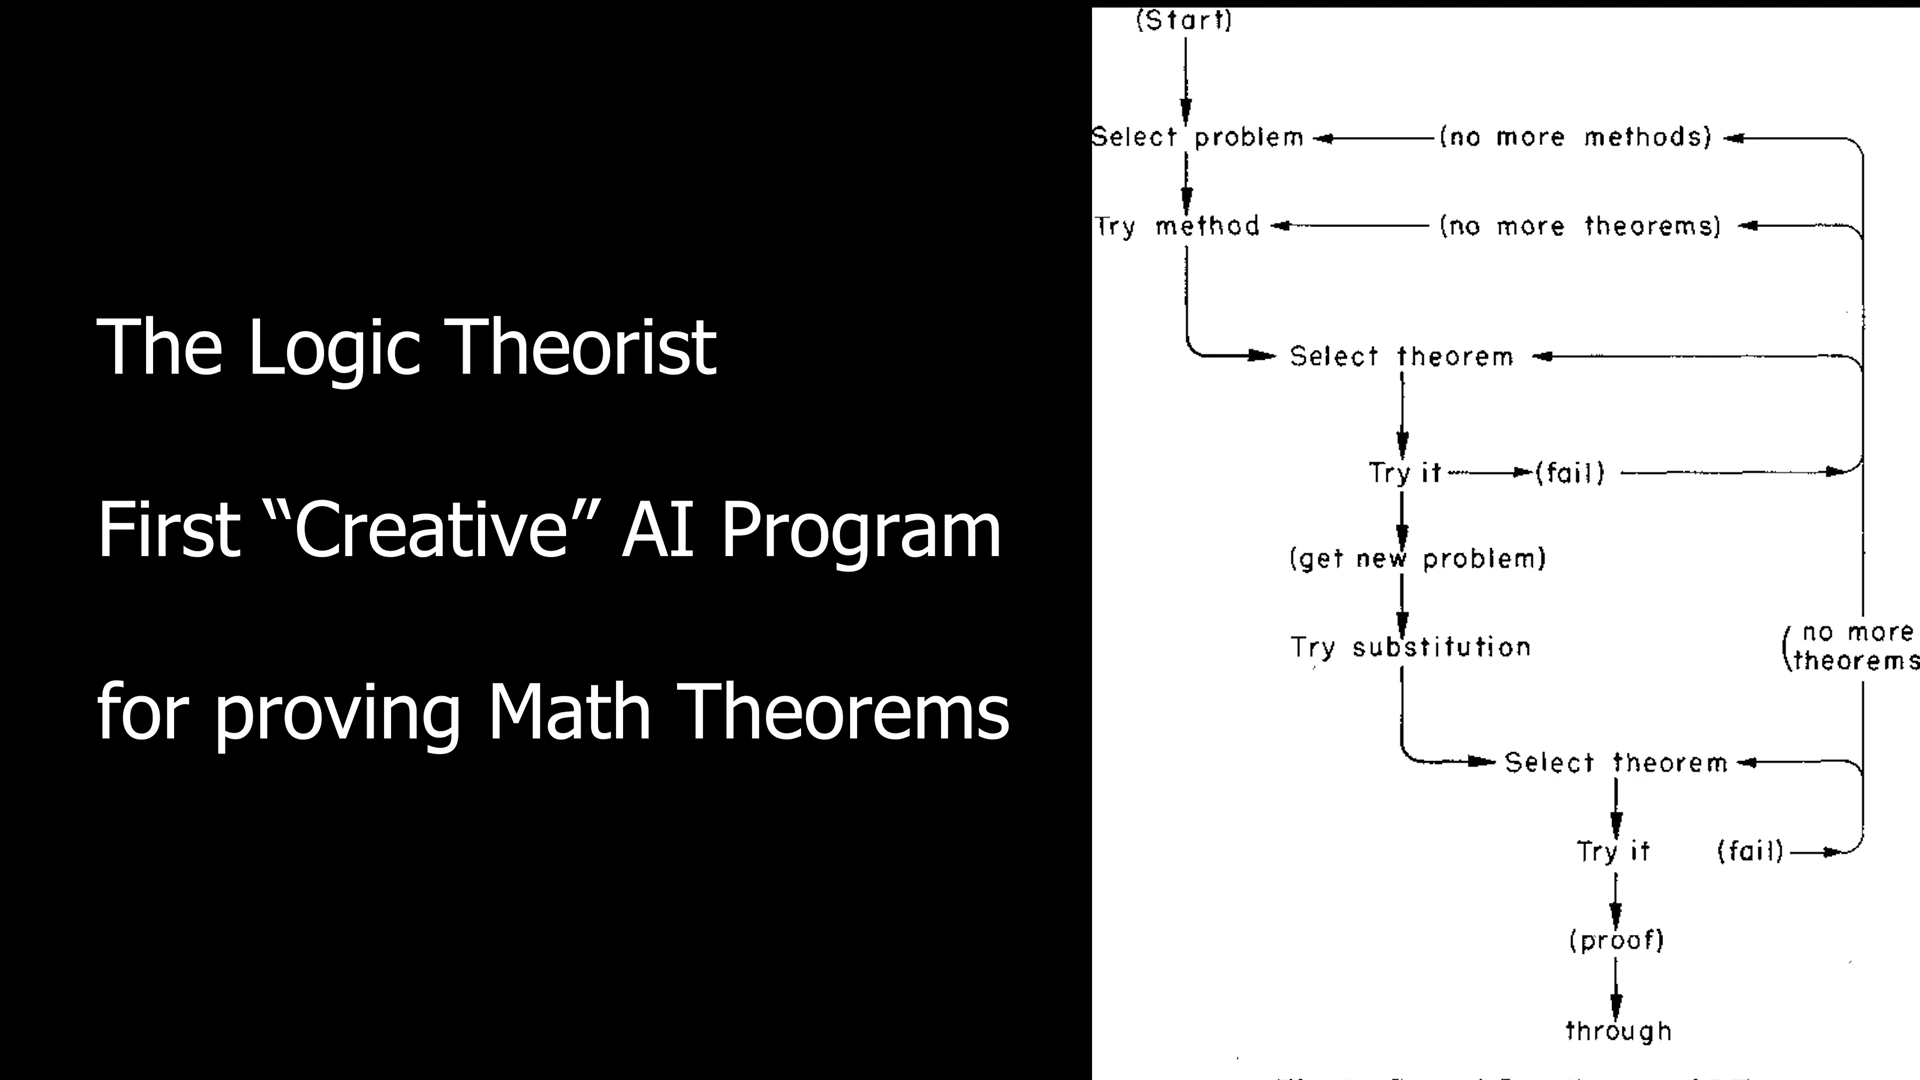 The Logic Theorist
First “Creative” AI Program
for proving Math Theorems
(Start)
Select problem
(no more methods)
Try method
(no more theorems)
Select theorem
Try it
(fail)
(get new problem)
Try substitution
(no more
theorems
Select theorem
Try it
(fail)
(proof)
through